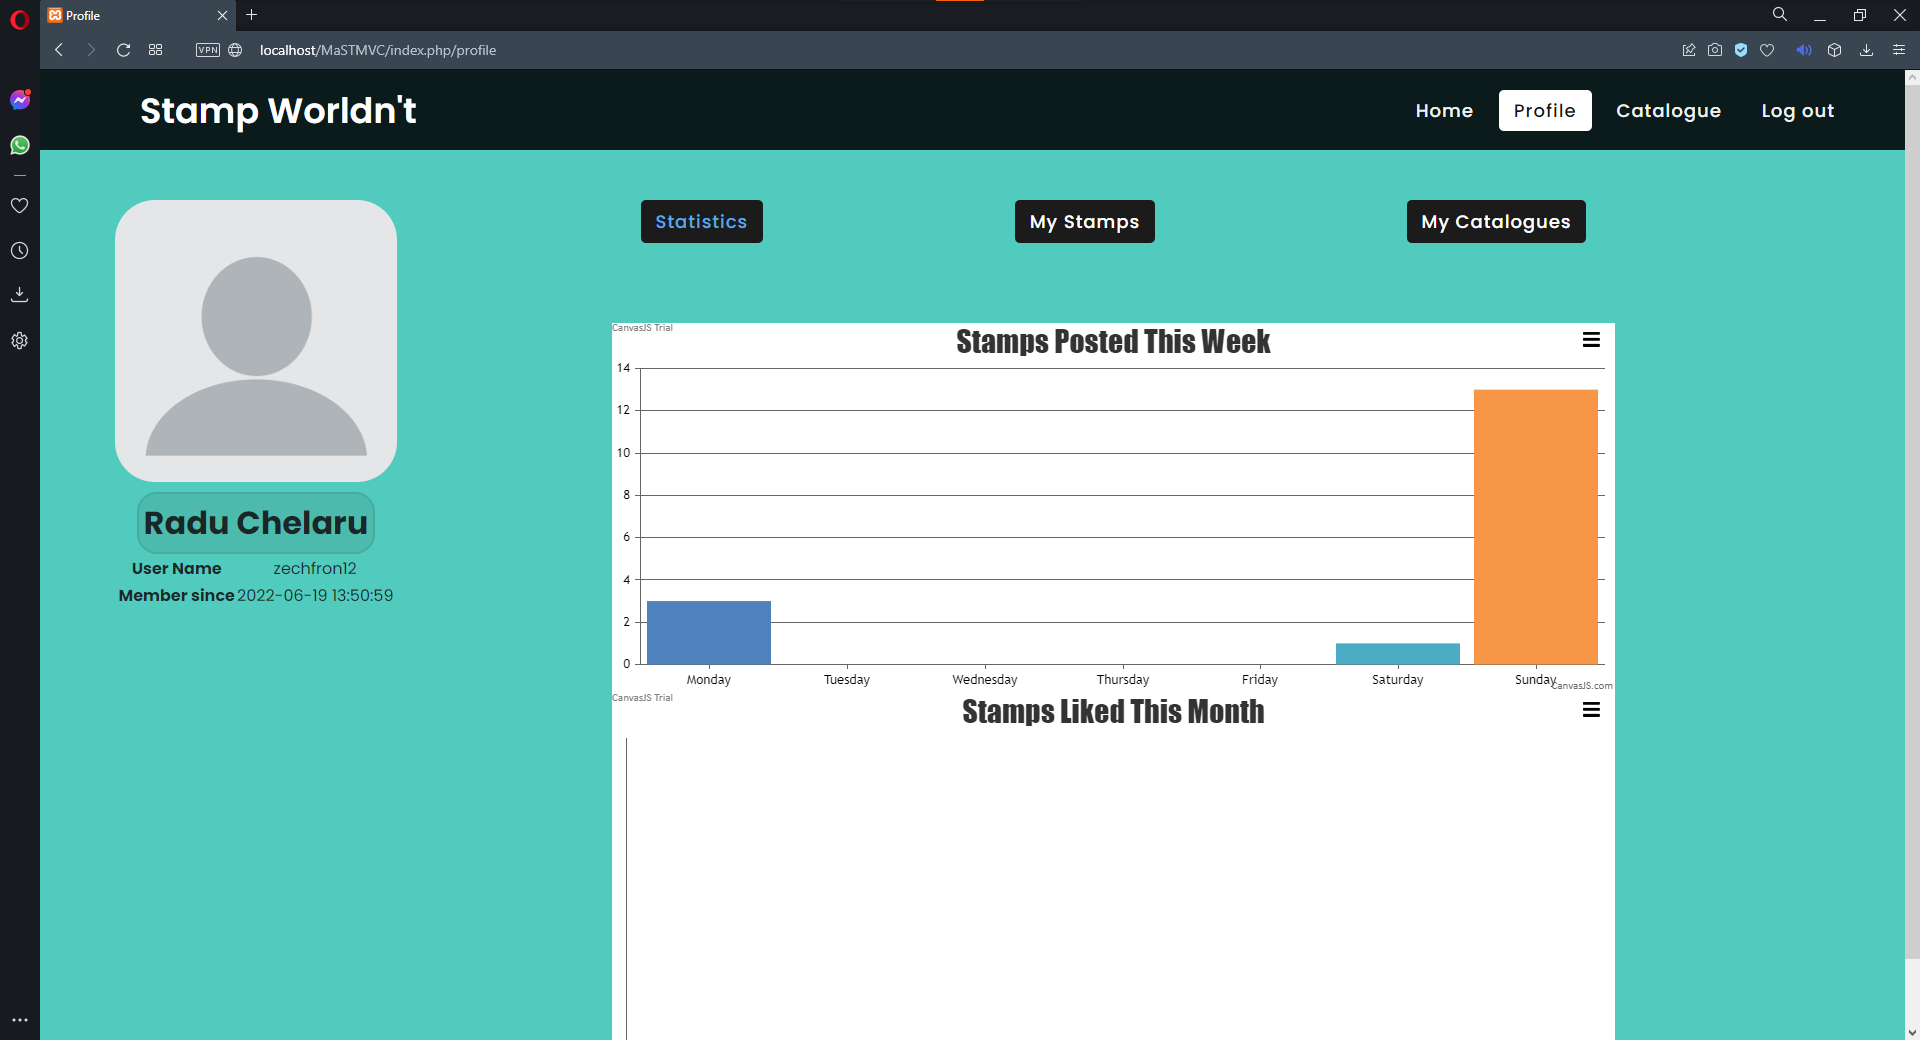 Profile
VPN
localhost/MaSTMVC/index.php/profile
Stamp Worldn't
Home Profile Catalogue Log out
Statistics My Stamps My Catalogues
Radu Chelaru
User Name zechfron12
Member since 2022-06-19 13:50:59
CanvasJS Trial
Stamps Posted This Week
14
12
10
8
6
4
2
0
Monday Tuesday Wednesday Thursday Friday Saturday Sunday
CanvasJS.com
CanvasJS Trial
Stamps Liked This Month